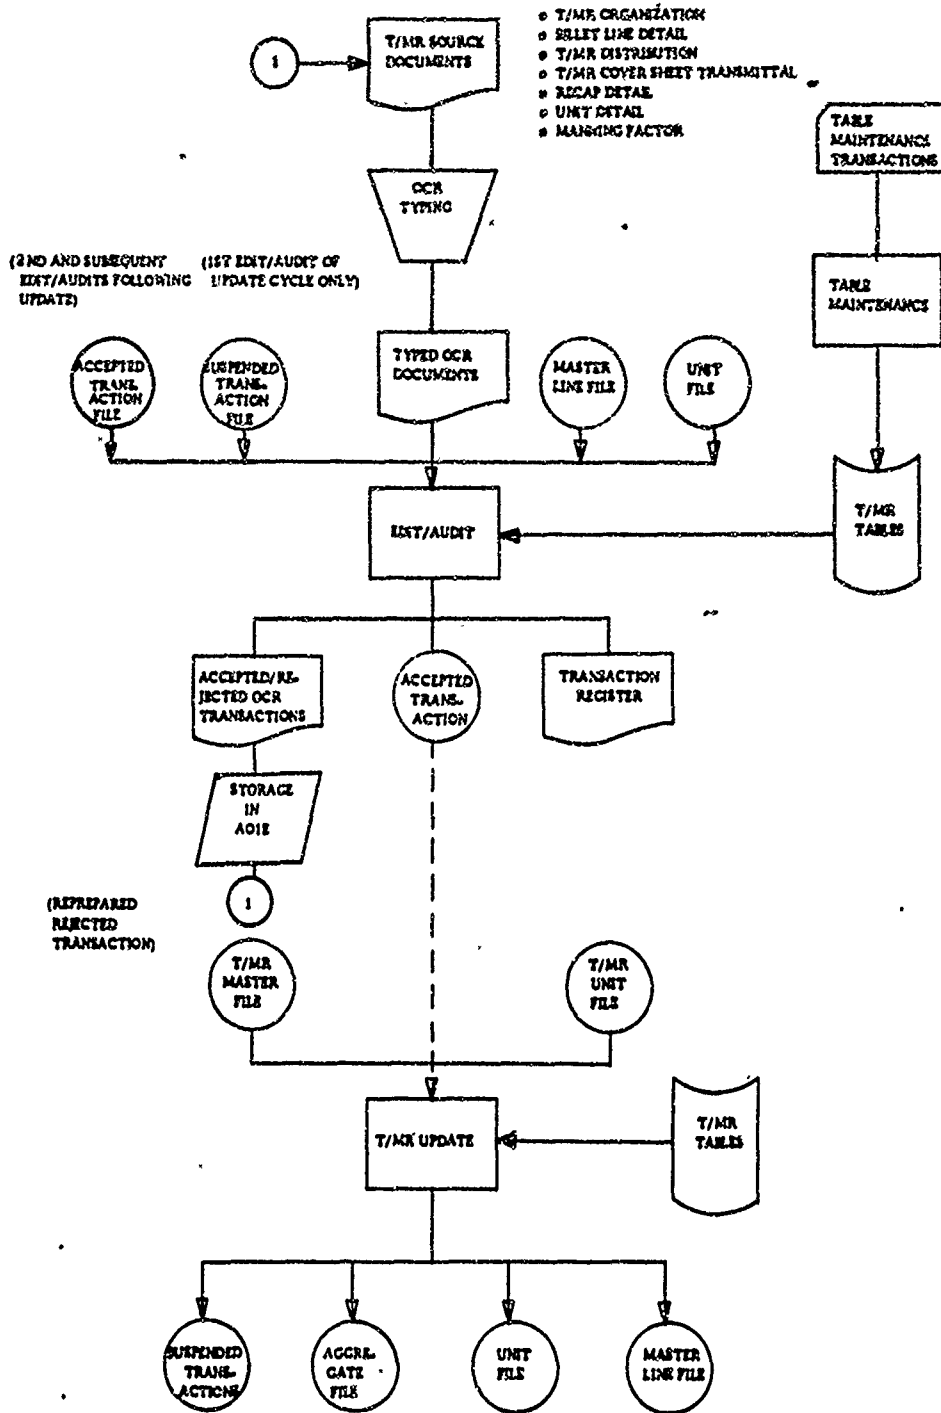 1
T/MR SOURCE
DOCUMENTS
o T/MR ORGANIZATION
o BILLET LINE DETAIL
o T/MR DISTRIBUTION
o T/MR COVER SHEET TRANSMITTAL
o RECAP DETAIL
o UNIT DETAIL
o MANNING FACTOR
TABLE
MAINTENANCE
TRANSACTIONS
OCR
TYPING
(2ND AND SUBSEQUENT
EDIT/AUDITS FOLLOWING
UPDATE)
(1ST EDIT/AUDIT OF
UPDATE CYCLE ONLY)
TABLE
MAINTENANCE
ACCEPTED
TRANS-
ACTION
FILE
SUSPENDED
TRANS-
ACTION
FILE
TYPED OCR
DOCUMENTS
MASTER
LINE FILE
UNIT
FILE
EDIT/AUDIT
T/MR
TABLES
ACCEPTED/RE-
JECTED OCR
TRANSACTIONS
ACCEPTED
TRANS-
ACTION
TRANSACTION
REGISTER
STORAGE
IN
AO1E
1
(REPREPARED
REJECTED
TRANSACTION)
T/MR
MASTER
FILE
T/MR
UNIT
FILE
T/MR UPDATE
T/MR
TABLES
SUSPENDED
TRANS-
ACTIONS
AGGRE-
GATE
FILE
UNIT
FILE
MASTER
LINE FILE